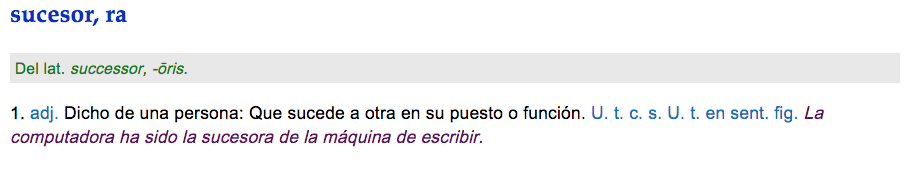 sucesor, ra
Del lat. successor, -ōris.
1. adj. Dicho de una persona: Que sucede a otra en su puesto o función. U. t. c. s. U. t. en sent. fig. La
computadora ha sido la sucesora de la máquina de escribir.